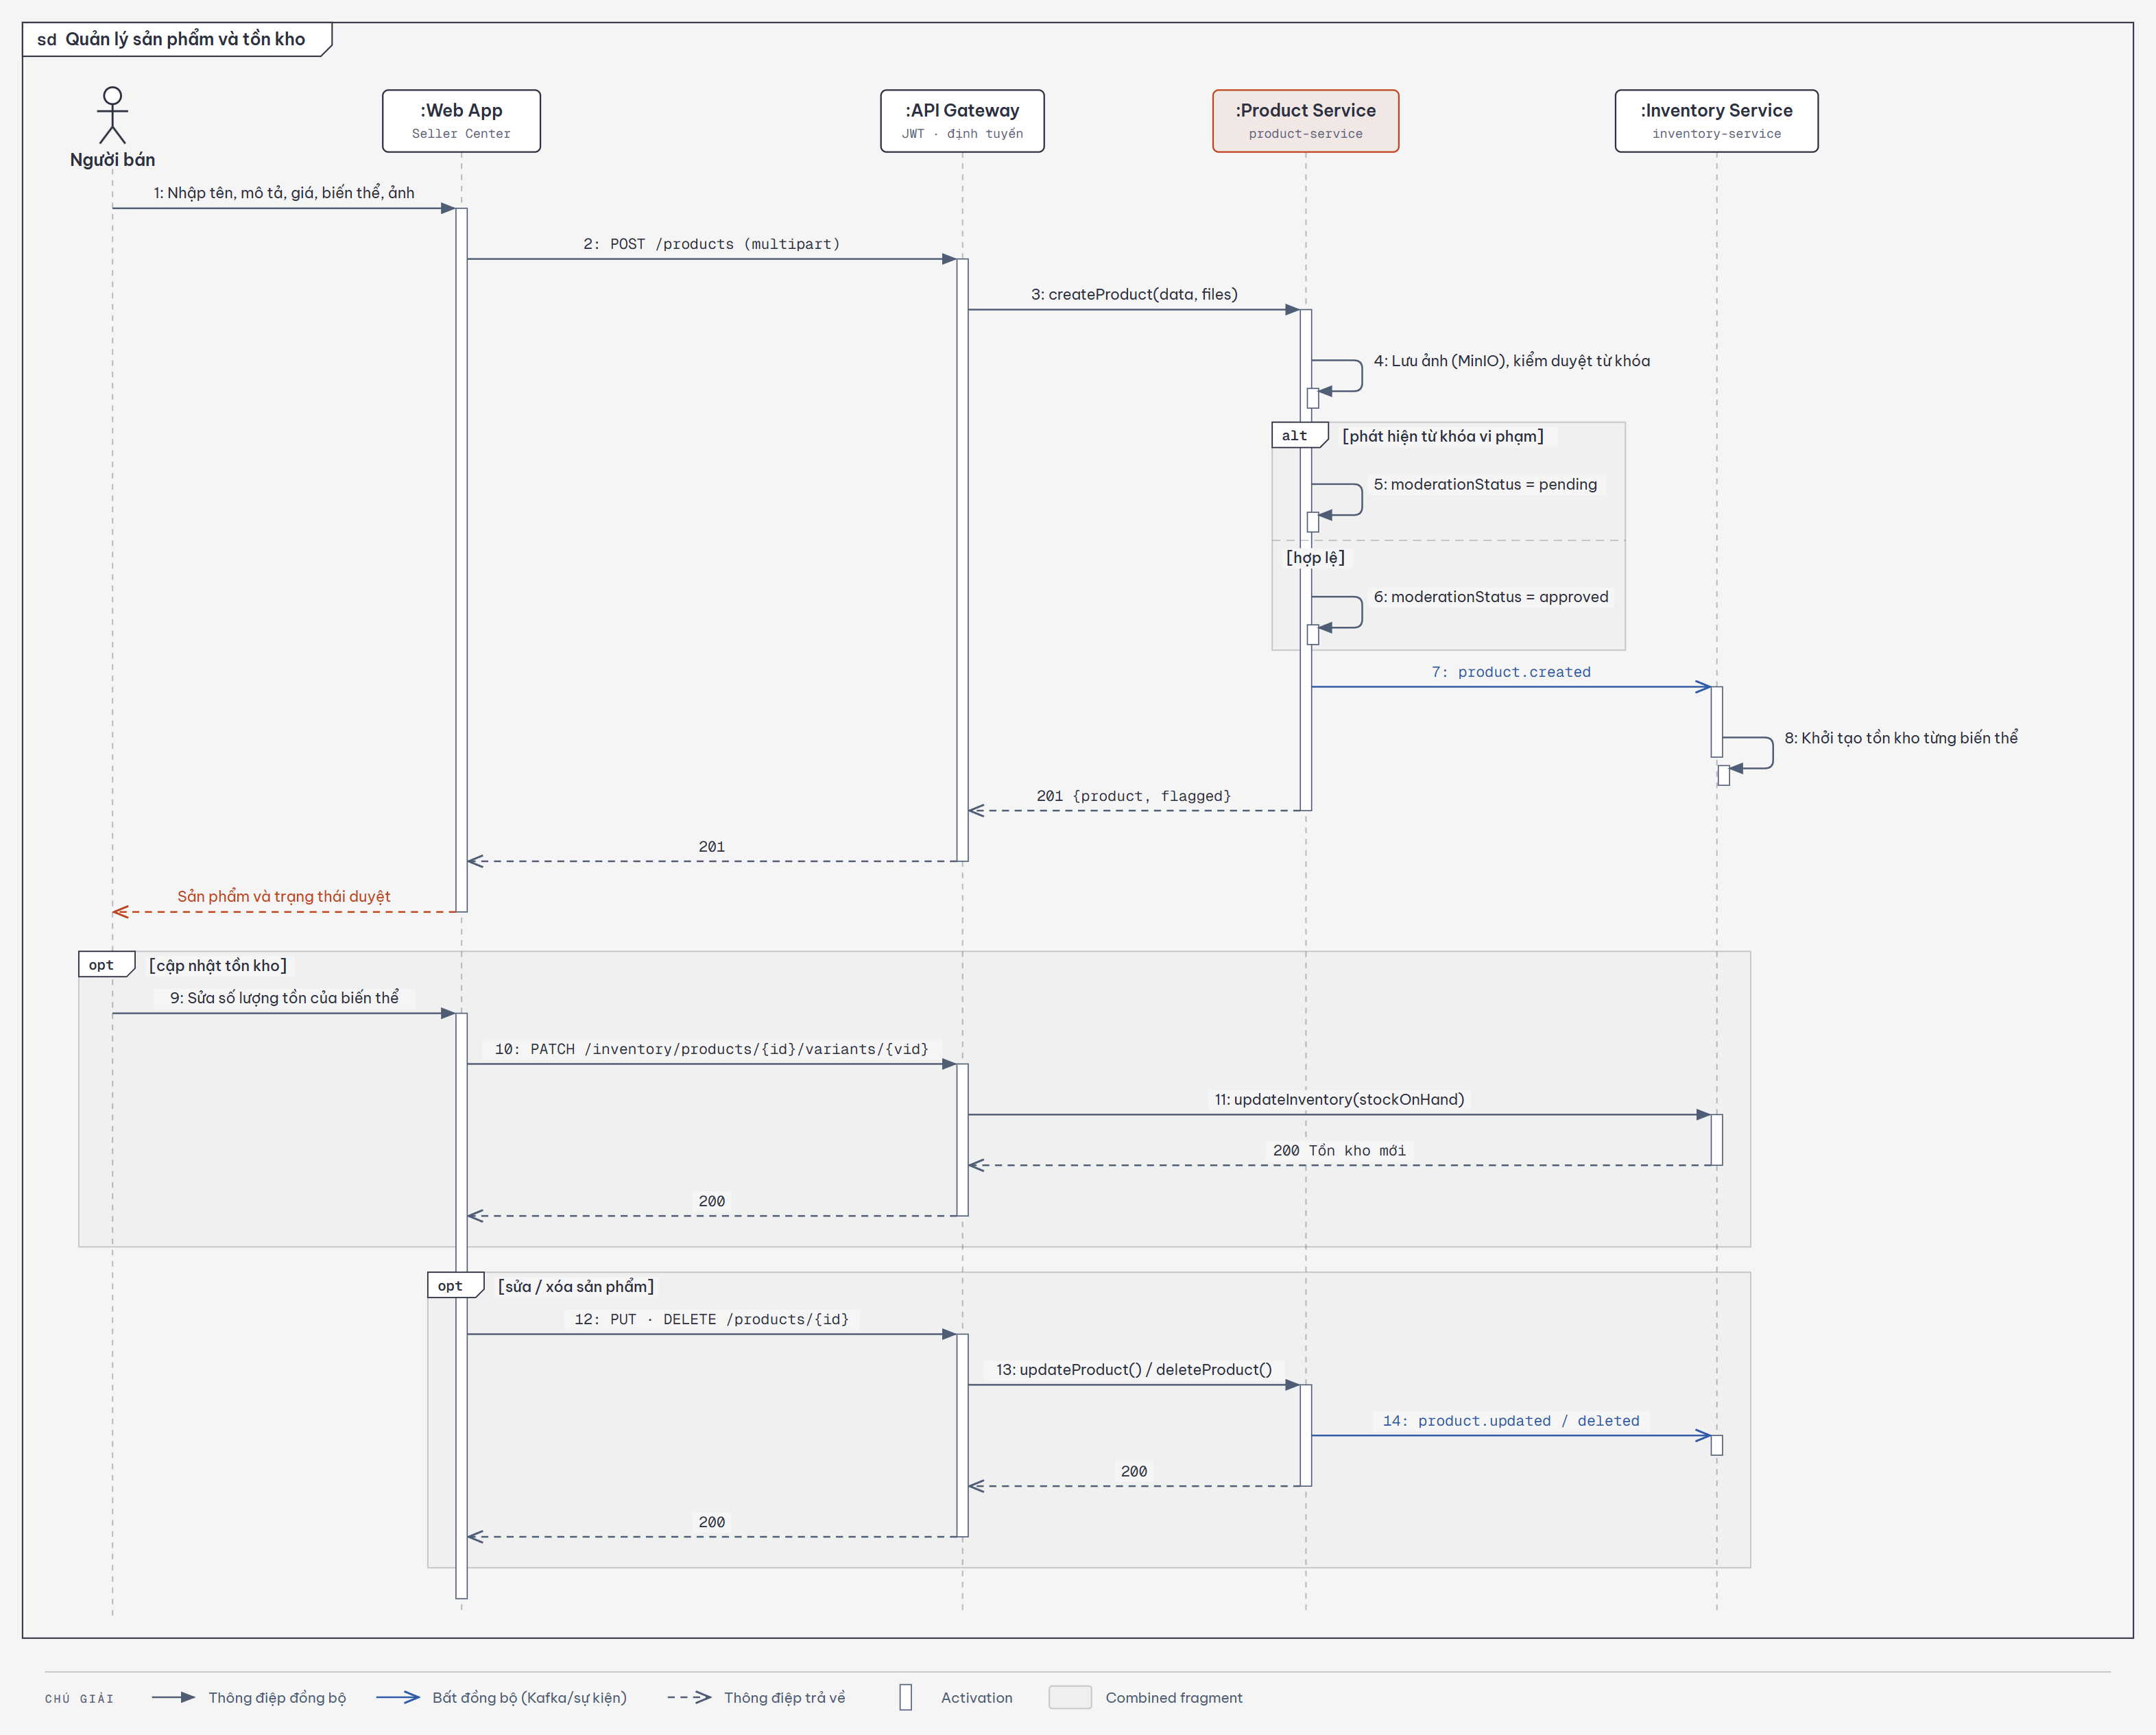 sd Quản lý sản phẩm và tồn kho
:Web App
Seller Center
:API Gateway
JWT · định tuyến
:Product Service
product-service
:Inventory Service
inventory-service
Người bán
1: Nhập tên, mô tả, giá, biến thể, ảnh
2: POST /products (multipart)
3: createProduct(data, files)
4: Lưu ảnh (MinIO), kiểm duyệt từ khóa
alt [phát hiện từ khóa vi phạm]
5: moderationStatus = pending
[hợp lệ]
6: moderationStatus = approved
7: product.created
8: Khởi tạo tồn kho từng biến thể
201 {product, flagged}
201
Sản phẩm và trạng thái duyệt
opt [cập nhật tồn kho]
9: Sửa số lượng tồn của biến thể
10: PATCH /inventory/products/{id}/variants/{vid}
11: updateInventory(stockOnHand)
200 Tồn kho mới
200
opt [sửa / xóa sản phẩm]
12: PUT · DELETE /products/{id}
13: updateProduct() / deleteProduct()
14: product.updated / deleted
200
200
CHÚ GIẢI
Thông điệp đồng bộ
Bất đồng bộ (Kafka/sự kiện)
Thông điệp trả về
Activation
Combined fragment